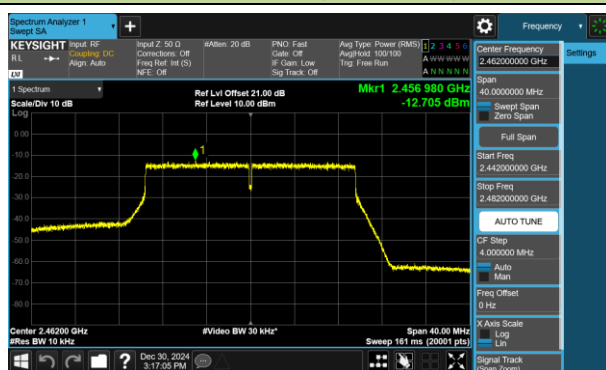 Spectrum Analyzer 1
Swept SA
Frequency
KEYSIGHT
RL
LXI
Input: RF
Coupling: DC
Align: Auto
Input Z: 50 Ω
Corrections: Off
Freq Ref: Int (S)
NFE: Off
#Atten: 20 dB
PNO: Fast
Gate: Off
IF Gain: Low
Sig Track: Off
Avg Type: Power (RMS)
Avg|Hold: 100/100
Trig: Free Run
1 2 3 4 5 6
A W W W W W
A N N N N N
1 Spectrum
Scale/Div 10 dB
Log
Ref Lvl Offset 21.00 dB
Ref Level 10.00 dBm
Mkr1 2.456 980 GHz
-12.705 dBm
1
0.00
-10.0
-20.0
-30.0
-40.0
-50.0
-60.0
-70.0
-80.0
Center 2.46200 GHz
#Res BW 10 kHz
#Video BW 30 kHz*
Span 40.00 MHz
Sweep 161 ms (20001 pts)
Dec 30, 2024
3:17:05 PM
Center Frequency
2.462000000 GHz
Settings
Span
40.0000000 MHz
Swept Span
Zero Span
Full Span
Start Freq
2.442000000 GHz
Stop Freq
2.482000000 GHz
AUTO TUNE
CF Step
4.000000 MHz
Auto
Man
Freq Offset
0 Hz
X Axis Scale
Log
Lin
Signal Track
(Span Zoom)